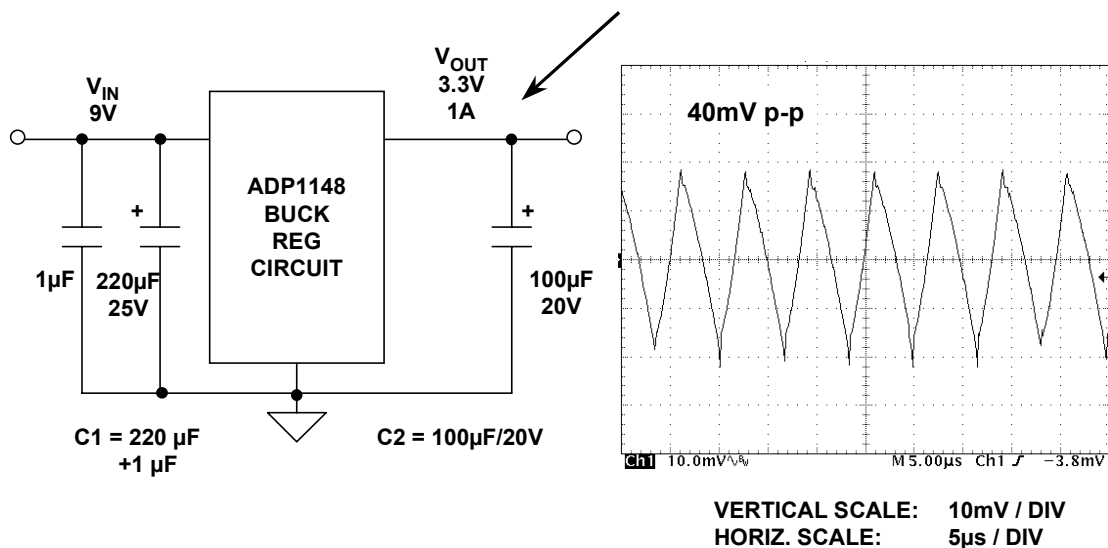 V_IN
9V
V_OUT
3.3V
1A
ADP1148
BUCK
REG
CIRCUIT
+
1µF
220µF
25V
+
100µF
20V
C1 = 220 µF
+1 µF
C2 = 100µF/20V
40mV p-p
Ch1 10.0mV M 5.00µs Ch1 −3.8mV
VERTICAL SCALE: 10mV / DIV
HORIZ. SCALE: 5µs / DIV